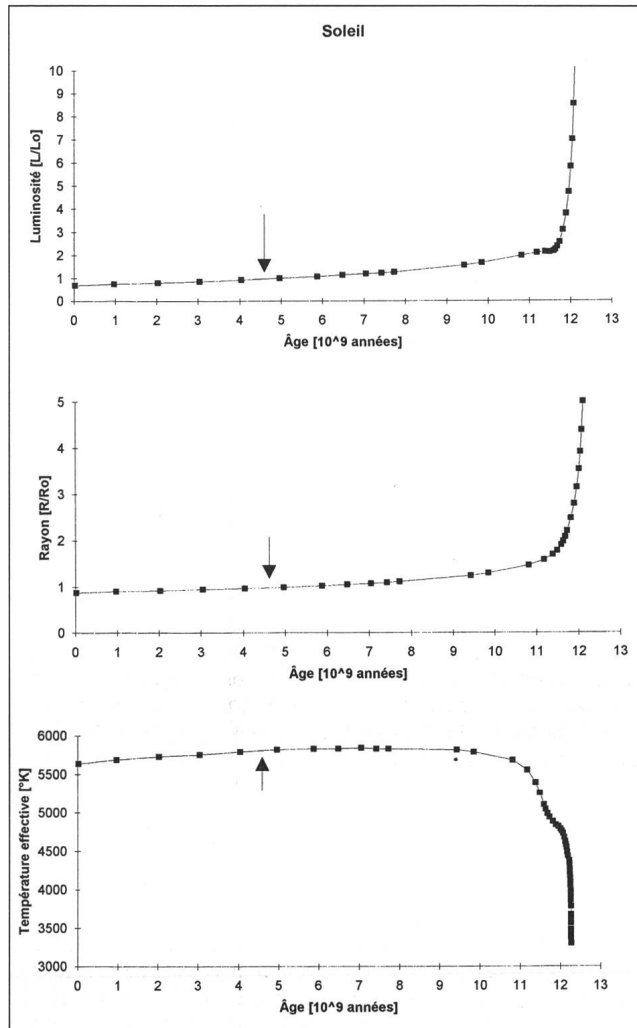 Soleil
10
9
8
7
6
5
4
3
2
1
0
Luminosité [L/Lo]
0 1 2 3 4 5 6 7 8 9 10 11 12 13
Âge [10^9 années]
5
4
3
2
1
0
Rayon [R/Ro]
0 1 2 3 4 5 6 7 8 9 10 11 12 13
Âge [10^9 années]
6000
5500
5000
4500
4000
3500
3000
Température effective [°K]
0 1 2 3 4 5 6 7 8 9 10 11 12 13
Âge [10^9 années]